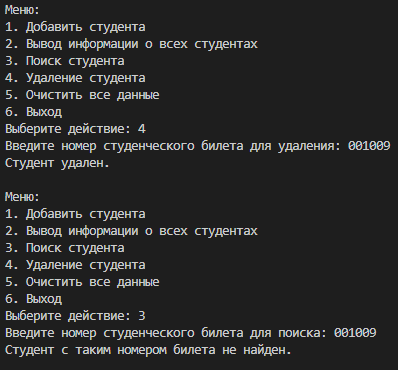 Меню:
1. Добавить студента
2. Вывод информации о всех студентах
3. Поиск студента
4. Удаление студента
5. Очистить все данные
6. Выход
Выберите действие: 4
Введите номер студенческого билета для удаления: 001009
Студент удален.
Меню:
1. Добавить студента
2. Вывод информации о всех студентах
3. Поиск студента
4. Удаление студента
5. Очистить все данные
6. Выход
Выберите действие: 3
Введите номер студенческого билета для поиска: 001009
Студент с таким номером билета не найден.